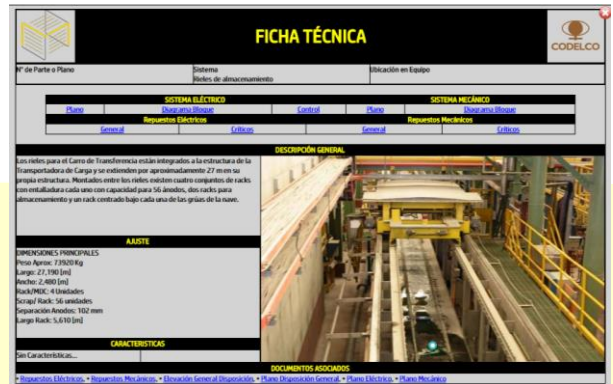 FICHA TÉCNICA
CODELCO
N° de Parte o Plano
Sistema
Rieles de almacenamiento
Ubicación en Equipo
SISTEMA ELÉCTRICO
SISTEMA MECÁNICO
Plano
Diagrama Bloque
Control
Plano
Diagrama Bloque
Repuestos Eléctricos
Repuestos Mecánicos
General
Críticos
General
Críticos
DESCRIPCIÓN GENERAL
Los rieles para el Carro de Transferencia están integrados a la estructura de la
Transportadora de Carga y se extienden por aproximadamente 27 m en su
propia estructura. Montados entre los rieles existen cuatro conjuntos de racks
con entalladura cada uno con capacidad para 56 ánodos, dos racks para
almacenamiento y un rack centrado bajo cada una de las grúas de la nave.
AJUSTE
DIMENSIONES PRINCIPALES
Peso Aprox: 73920 Kg
Largo: 27,190 [m]
Ancho: 2,480 [m]
Rack/MDC: 4 Unidades
Scrap/ Rack: 56 unidades
Separación Anodos: 102 mm
Largo Rack: 5,610 [m]
CARACTERISTICAS
Sin Características...
DOCUMENTOS ASOCIADOS
• Repuestos Eléctricos. • Repuestos Mecánicos. • Elevación General Disposición. • Plano Disposición General. • Plano Eléctrico. • Plano Mecánico